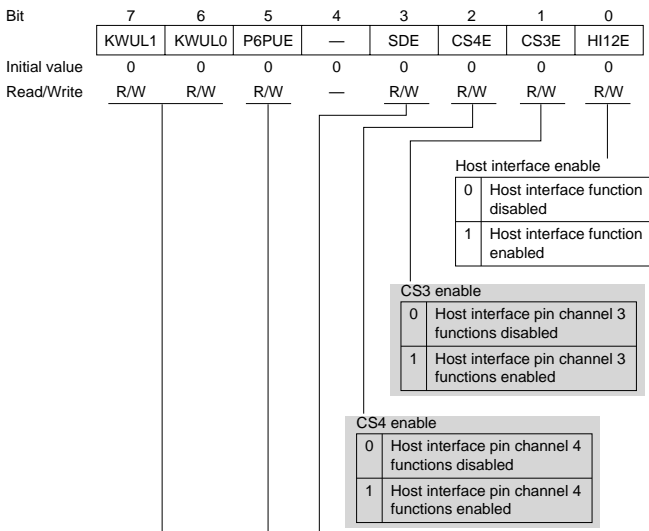 Bit 7 6 5 4 3 2 1 0
KWUL1 KWUL0 P6PUE — SDE CS4E CS3E HI12E
Initial value 0 0 0 0 0 0 0 0
Read/Write R/W R/W R/W — R/W R/W R/W R/W
Host interface enable
0 Host interface function
disabled
1 Host interface function
enabled
CS3 enable
0 Host interface pin channel 3
functions disabled
1 Host interface pin channel 3
functions enabled
CS4 enable
0 Host interface pin channel 4
functions disabled
1 Host interface pin channel 4
functions enabled